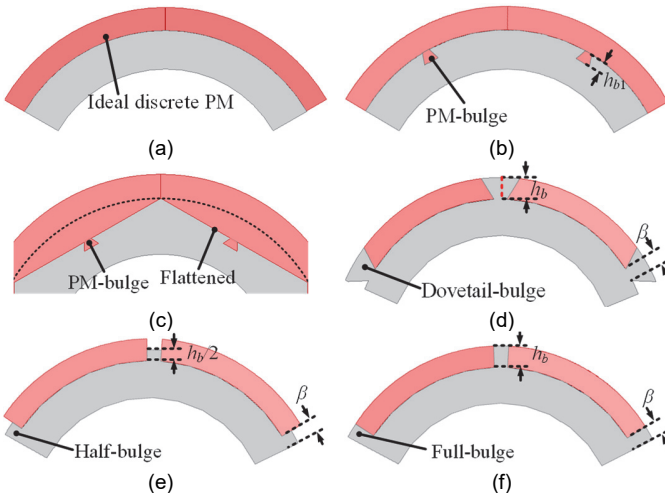 Ideal discrete PM
(a)
PM-bulge
h_b1
(b)
PM-bulge
Flattened
(c)
h_b
β
Dovetail-bulge
(d)
h_b/2
β
Half-bulge
(e)
h_b
β
Full-bulge
(f)